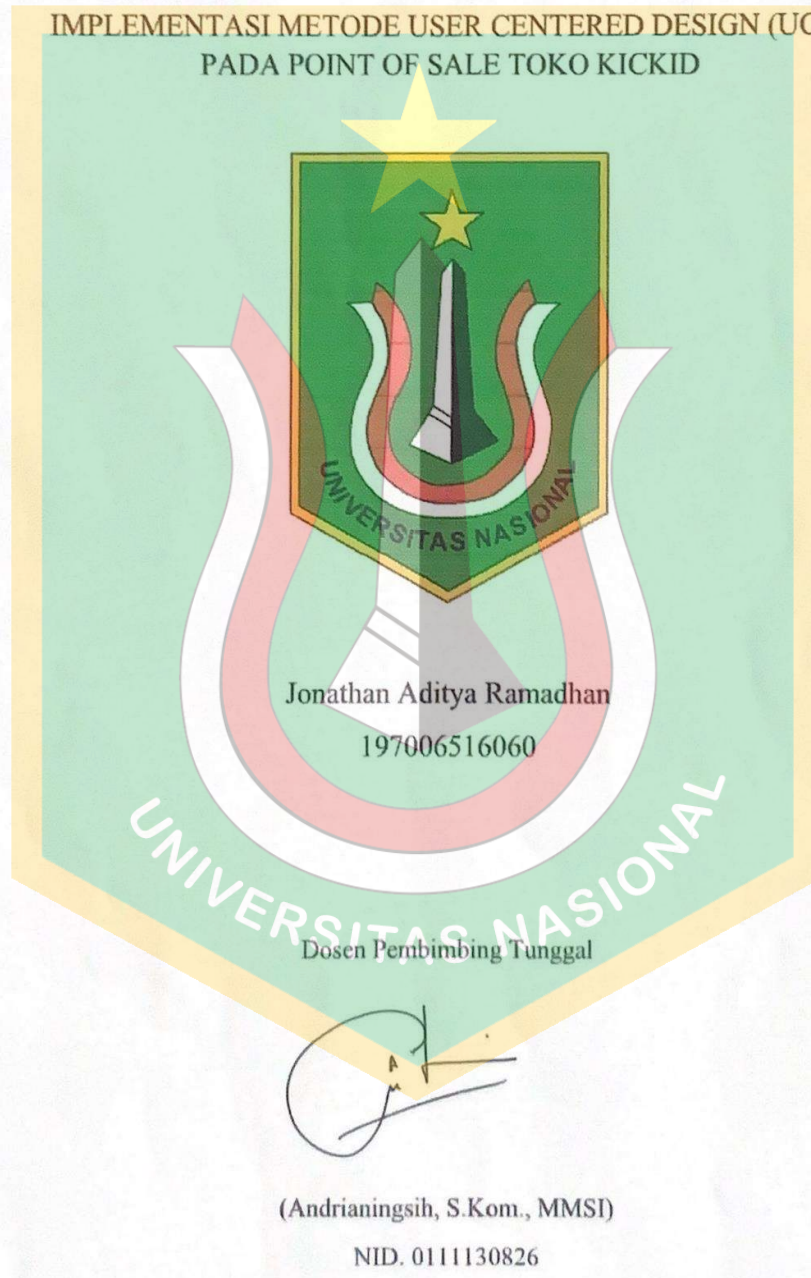 IMPLEMENTASI METODE USER CENTERED DESIGN (UC
PADA POINT OF SALE TOKO KICKID
UNIVERSITAS NASIONAL
Jonathan Aditya Ramadhan
197006516060
UNIVERSITAS NASIONAL
Dosen Pembimbing Tunggal
(Andrianingsih, S.Kom., MMSI)
NID. 0111130826